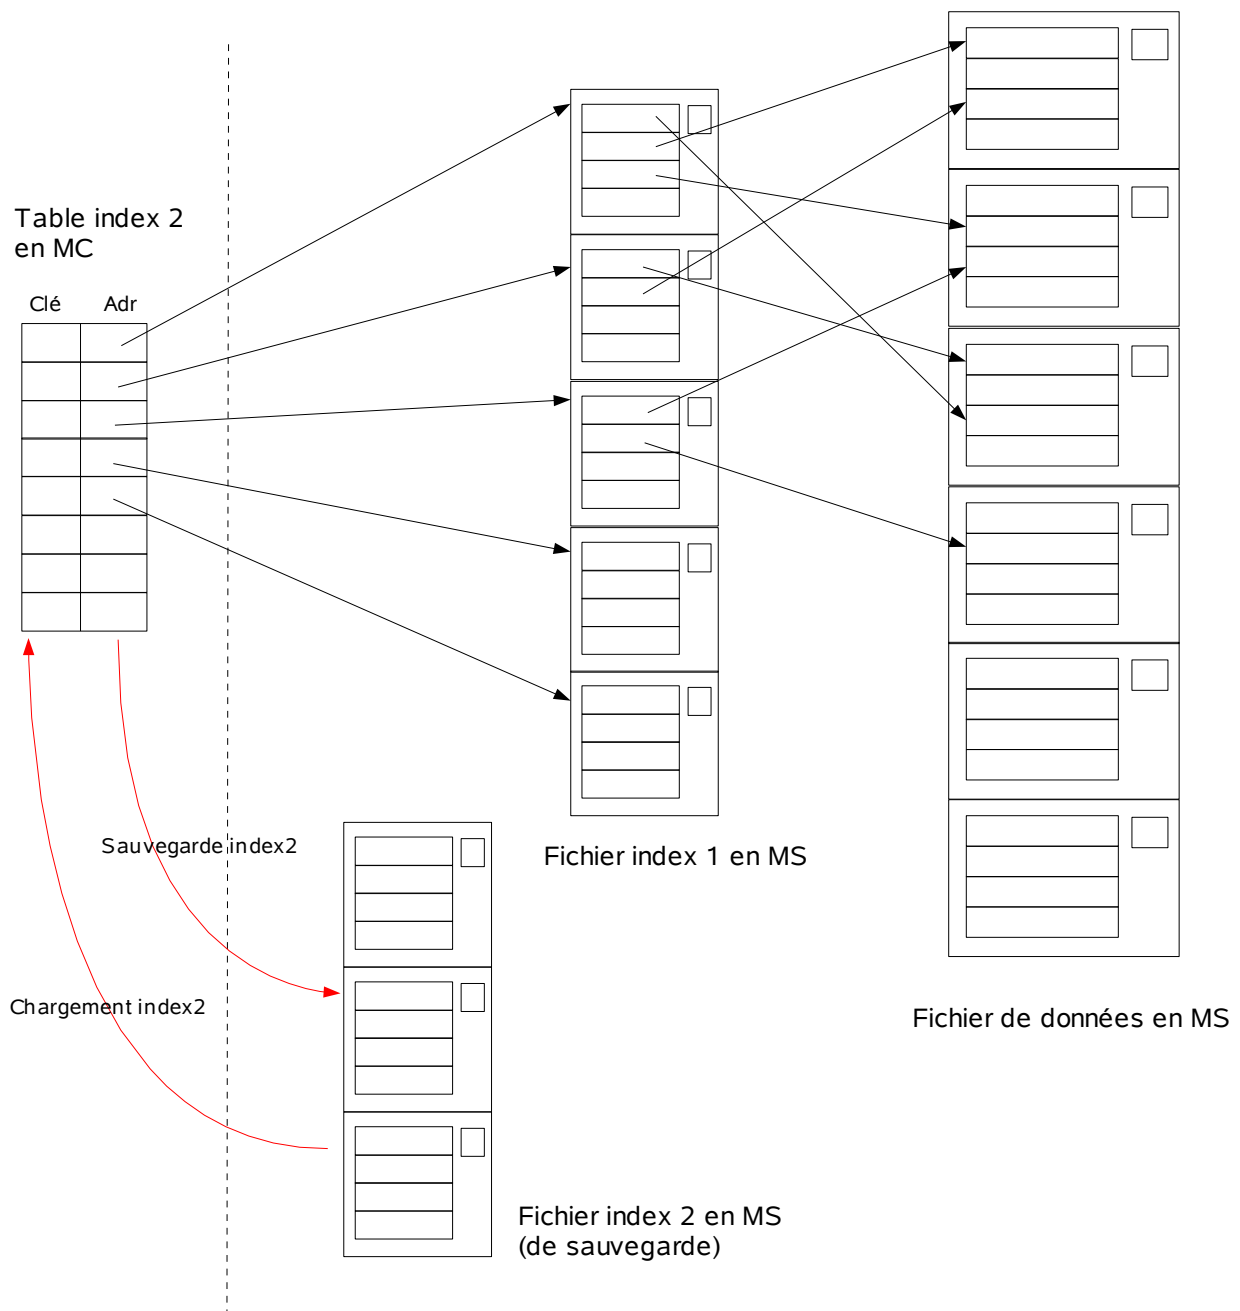 Table index 2
en MC
Clé Adr
Sauvegarde index2
Fichier index 1 en MS
Chargement index2
Fichier de données en MS
Fichier index 2 en MS
(de sauvegarde)